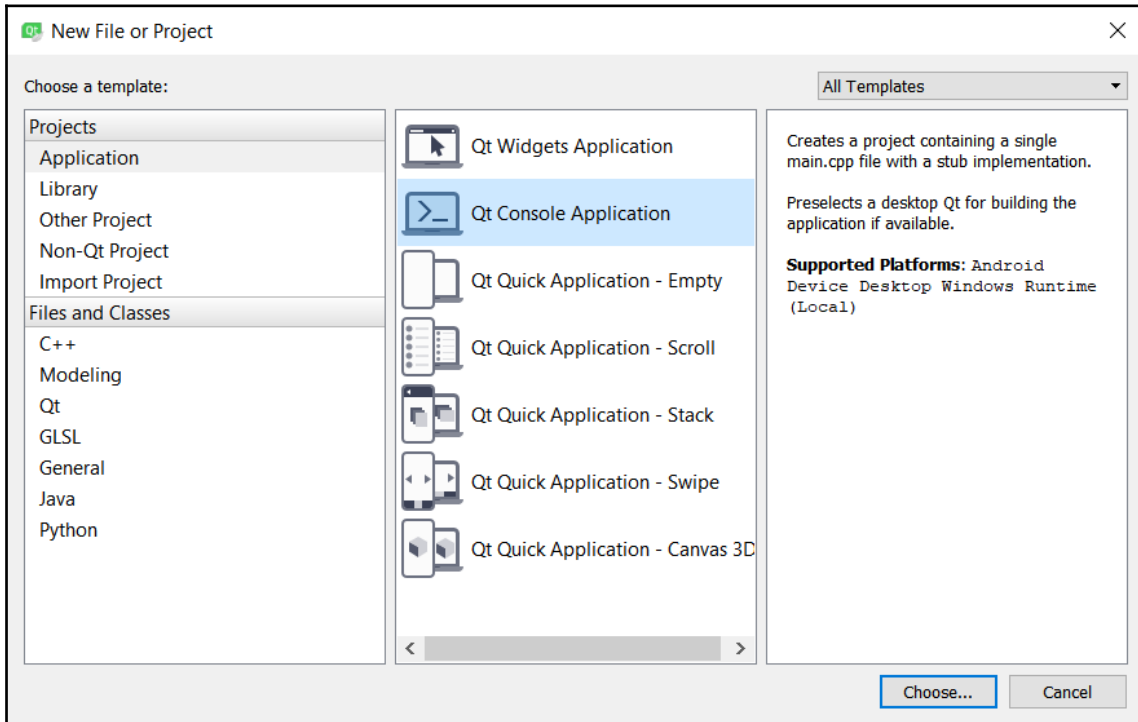 New File or Project
Choose a template:
All Templates
Projects
Application
Library
Other Project
Non-Qt Project
Import Project
Files and Classes
C++
Modeling
Qt
GLSL
General
Java
Python
Qt Widgets Application
Qt Console Application
Qt Quick Application - Empty
Qt Quick Application - Scroll
Qt Quick Application - Stack
Qt Quick Application - Swipe
Qt Quick Application - Canvas 3D
Creates a project containing a single
main.cpp file with a stub implementation.
Preselects a desktop Qt for building the
application if available.
Supported Platforms: Android
Device Desktop Windows Runtime
(Local)
Choose...
Cancel